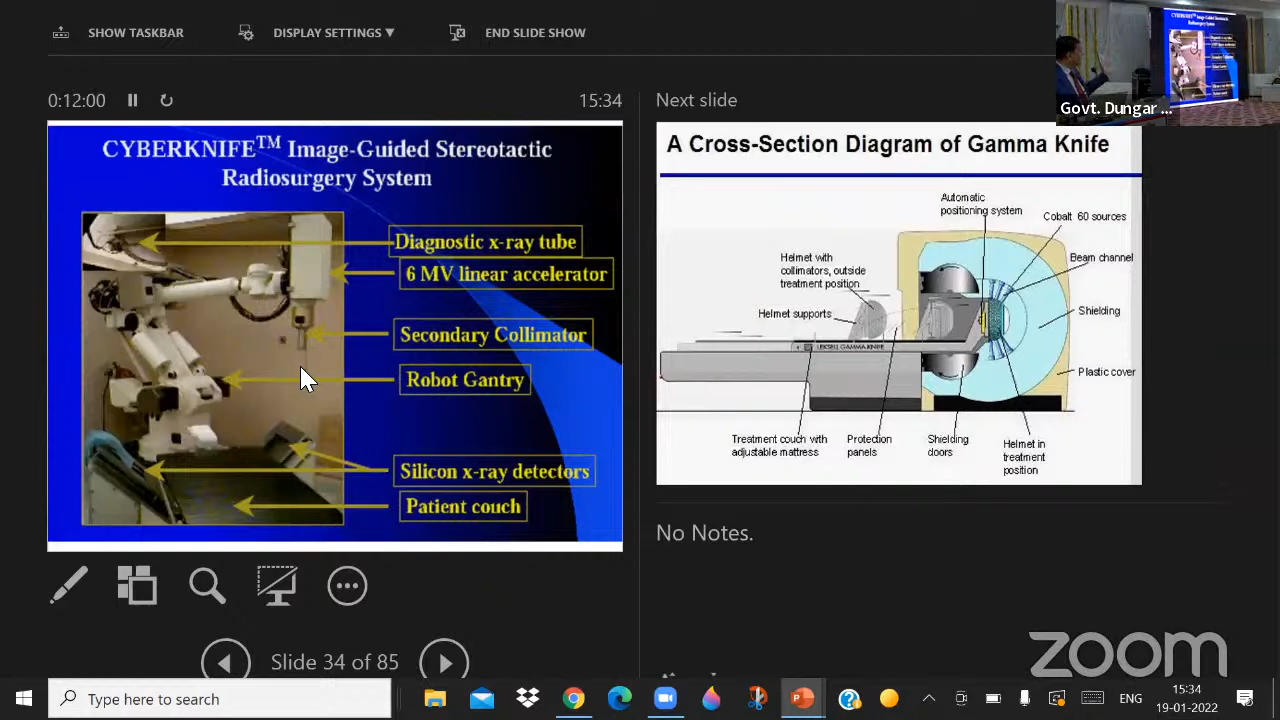 SHOW TASKBAR
DISPLAY SETTINGS ▼
END SLIDE SHOW
0:12:00
15:34
CYBERKNIFE™ Image-Guided Stereotactic
Radiosurgery System
Diagnostic x-ray tube
6 MV linear accelerator
Secondary Collimator
Robot Gantry
Silicon x-ray detectors
Patient couch
Next slide
Govt. Dungar ...
A Cross-Section Diagram of Gamma Knife
Automatic
positioning system
Cobalt 60 sources
Helmet with
collimators, outside
treatment position
Beam channel
Helmet supports
Shielding
LEKSELL GAMMA KNIFE
Plastic cover
Treatment couch with
adjustable mattress
Protection
panels
Shielding
doors
Helmet in
treatment
position
No Notes.
Slide 34 of 85
zoom
Type here to search
ENG
15:34
19-01-2022